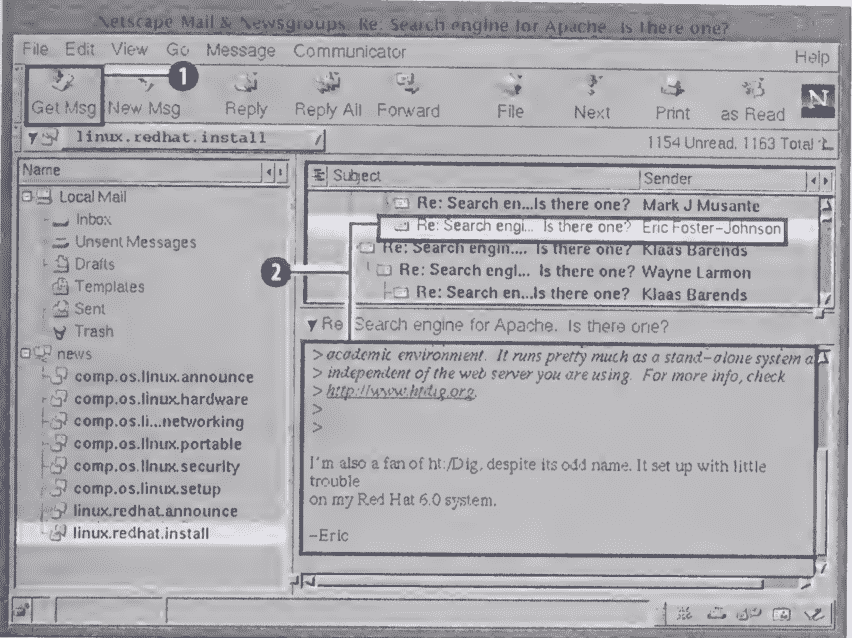 Netscape Mail & Newsgroups Re: Search engine for Apache. Is there one?
File Edit View Go Message Communicator Help
1
Get Msg New Msg Reply Reply All Forward File Next Print as Read N
linux.redhat.install 1154 Unread, 1163 Total
Name
Local Mail
Inbox
Unsent Messages
Drafts
Templates
Sent
Trash
news
comp.os.linux.announce
comp.os.linux.hardware
comp.os.li...networking
comp.os.linux.portable
comp.os.linux.security
comp.os.linux.setup
linux.redhat.announce
linux.redhat.install
Subject Sender
Re: Search en...Is there one? Mark J Musante
Re: Search engi... Is there one? Eric Foster-Johnson
Re: Search engin.... Is there one? Klaas Barends
2
Re: Search engl... Is there one? Wayne Larmon
Re: Search en...Is there one? Klaas Barends
Re: Search engine for Apache. Is there one?
> academic environment. It runs pretty much as a stand-alone system a
> independent of the web server you are using. For more info, check
> http://www.htdig.org.
>
>
I'm also a fan of ht:/Dig, despite its odd name. It set up with little
trouble
on my Red Hat 6.0 system.
-Eric